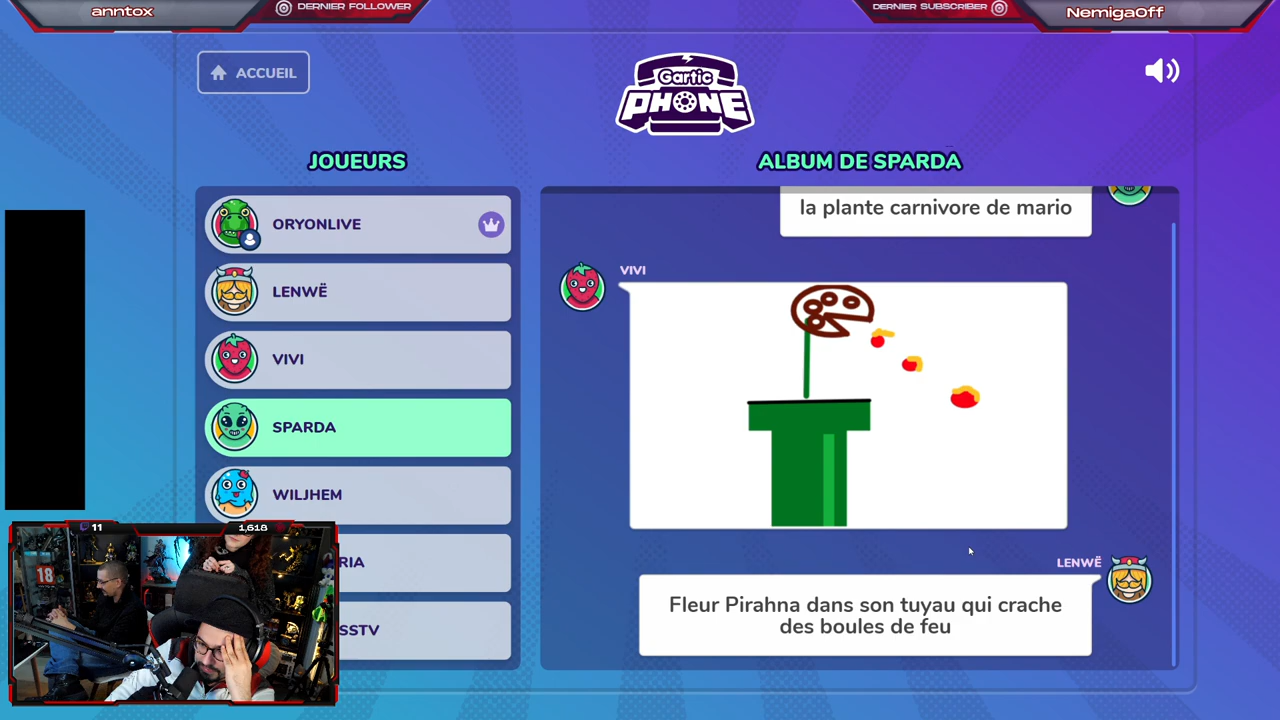 anntox
DERNIER FOLLOWER
DERNIER SUBSCRIBER
NemigaOff
ACCUEIL
Gartic
PHONE
JOUEURS
ALBUM DE SPARDA
ORYONLIVE
LENWË
VIVI
SPARDA
WILJHEM
RIA
SSTV
la plante carnivore de mario
VIVI
LENWË
Fleur Pirahna dans son tuyau qui crache
des boules de feu
11
1,618
18